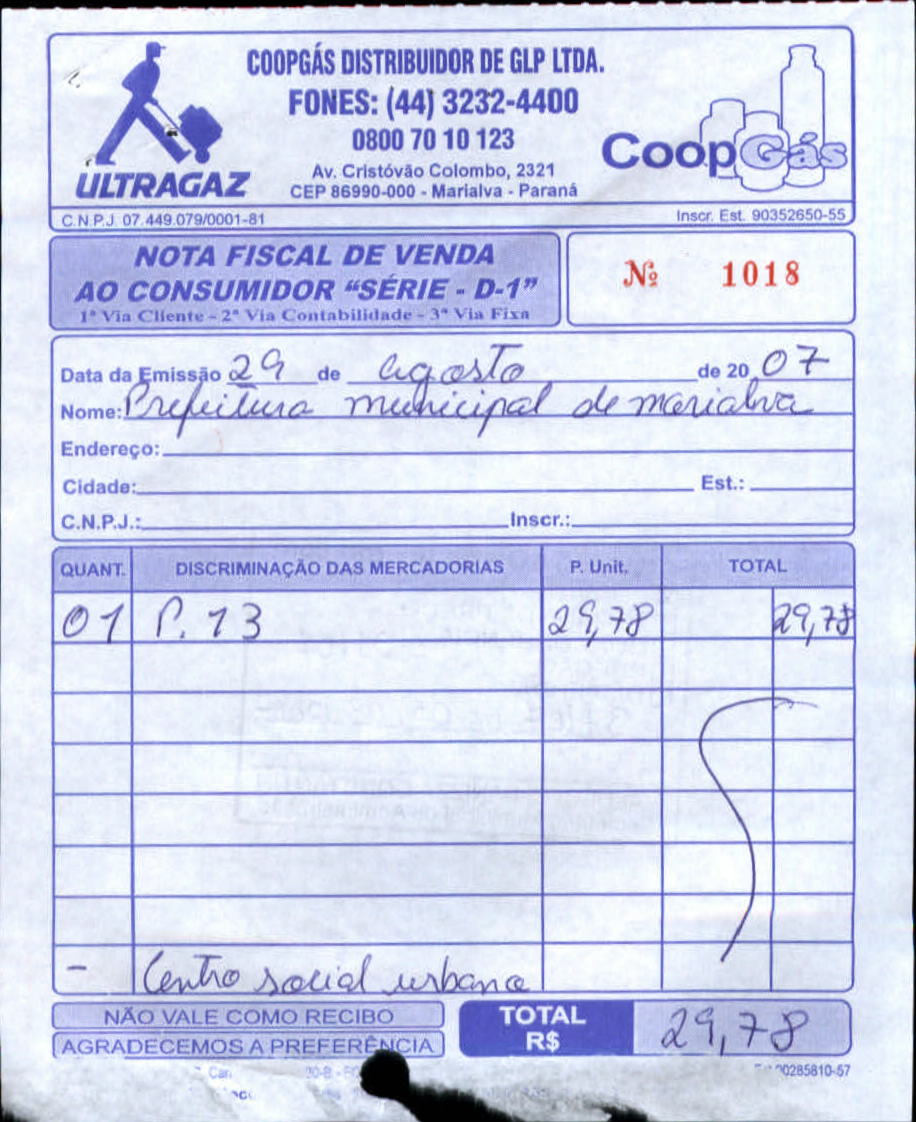 COOPGÁS DISTRIBUIDOR DE GLP LTDA.
FONES: (44) 3232-4400
0800 70 10 123
Av. Cristóvão Colombo, 2321
CEP 86990-000 - Marialva - Paraná
ULTRAGAZ
CoopGás
C.N.P.J. 07.449.079/0001-81
Inscr. Est. 90352650-55
NOTA FISCAL DE VENDA
AO CONSUMIDOR “SÉRIE - D-1”
1ª Via Cliente - 2ª Via Contabilidade - 3ª Via Fixa
Nº 1018
Data da Emissão 29 de agosto de 20 07
Nome: Prefeitura municipal de marialva
Endereço:
Cidade: Est.:
C.N.P.J.: Inscr.:
QUANT. DISCRIMINAÇÃO DAS MERCADORIAS P. Unit. TOTAL
01 P. 13 29,78 29,78
- Centro social urbano
NÃO VALE COMO RECIBO
AGRADECEMOS A PREFERÊNCIA
TOTAL
R$ 29,78
00285810-57